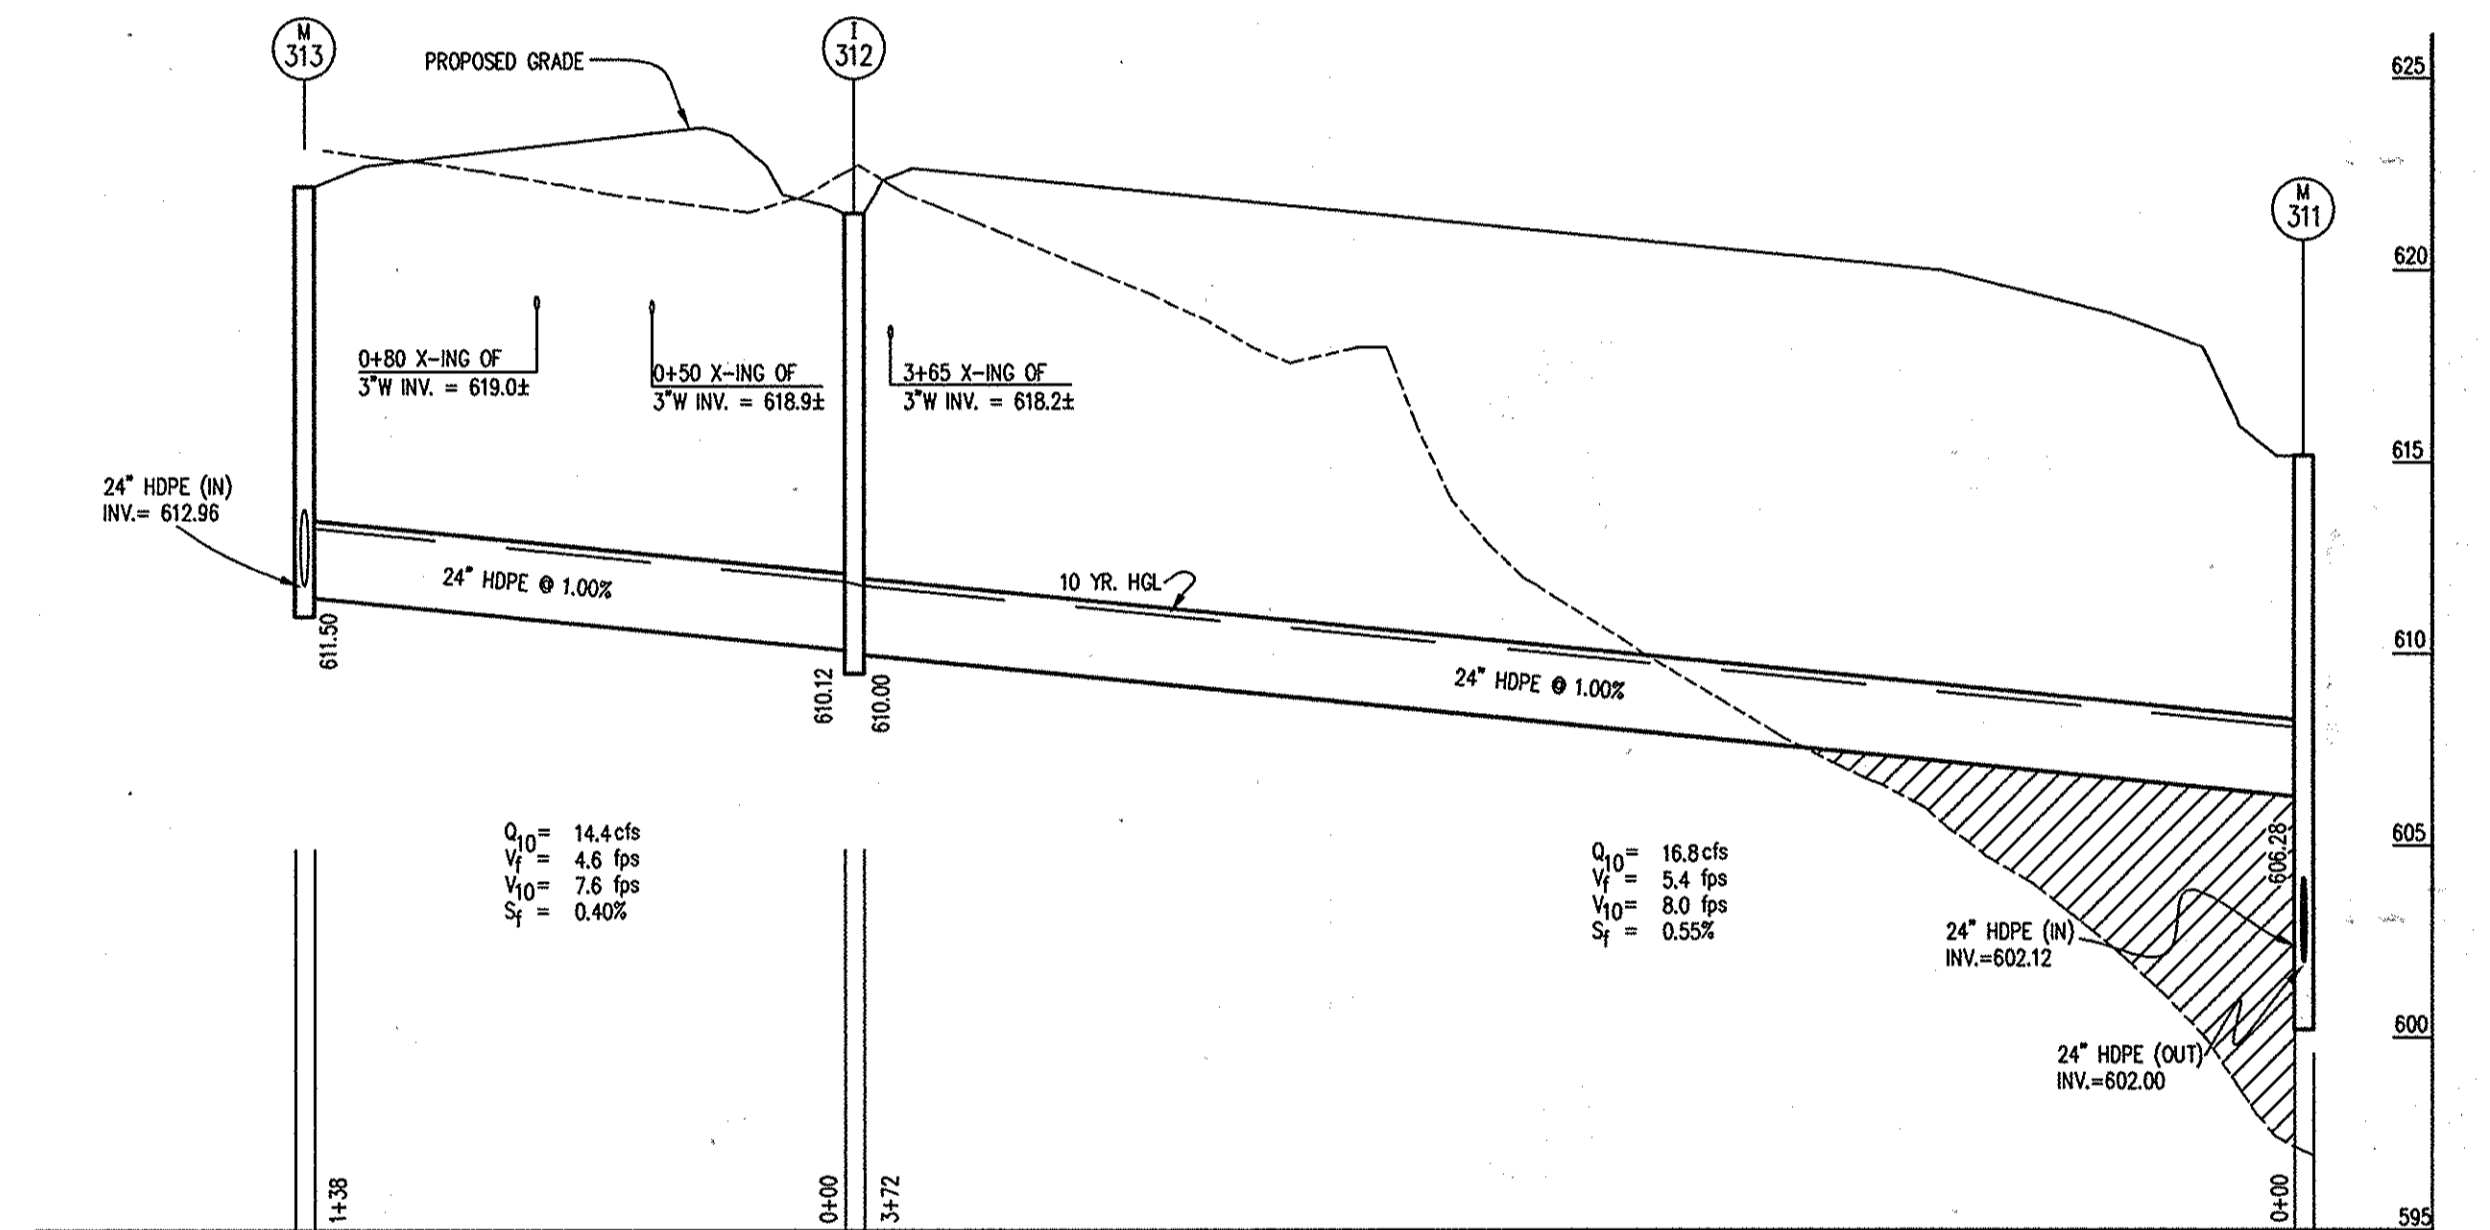 M
313
I
312
PROPOSED GRADE
625
M
311
620
0+80 X-ING OF
3"W INV. = 619.0±
0+50 X-ING OF
3"W INV. = 618.9±
3+65 X-ING OF
3"W INV. = 618.2±
615
24" HDPE (IN)
INV.= 612.96
24" HDPE @ 1.00%
10 YR. HGL
611.50
610
24" HDPE @ 1.00%
610.12
610.00
Q10= 14.4cfs
Vf = 4.6 fps
V10= 7.6 fps
Sf = 0.40%
Q10= 16.8cfs
Vf = 5.4 fps
V10= 8.0 fps
Sf = 0.55%
605
606.28
24" HDPE (IN)
INV.=602.12
600
24" HDPE (OUT)
INV.=602.00
1+38
0+00
3+72
0+00
595